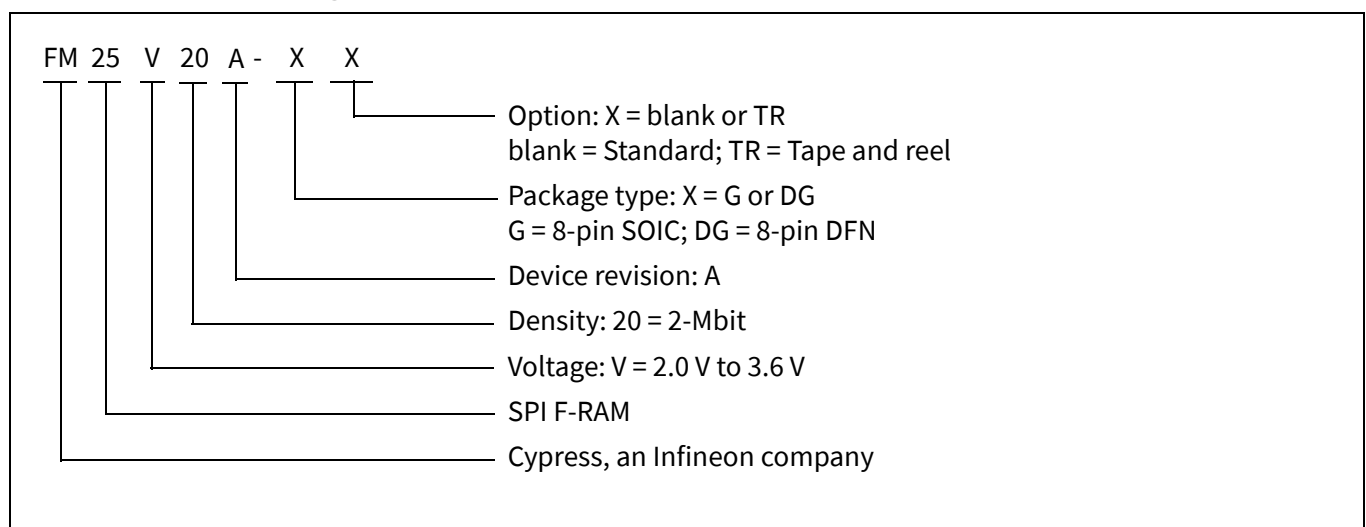 FM 25 V 20 A - X X
Option: X = blank or TR
blank = Standard; TR = Tape and reel
Package type: X = G or DG
G = 8-pin SOIC; DG = 8-pin DFN
Device revision: A
Density: 20 = 2-Mbit
Voltage: V = 2.0 V to 3.6 V
SPI F-RAM
Cypress, an Infineon company